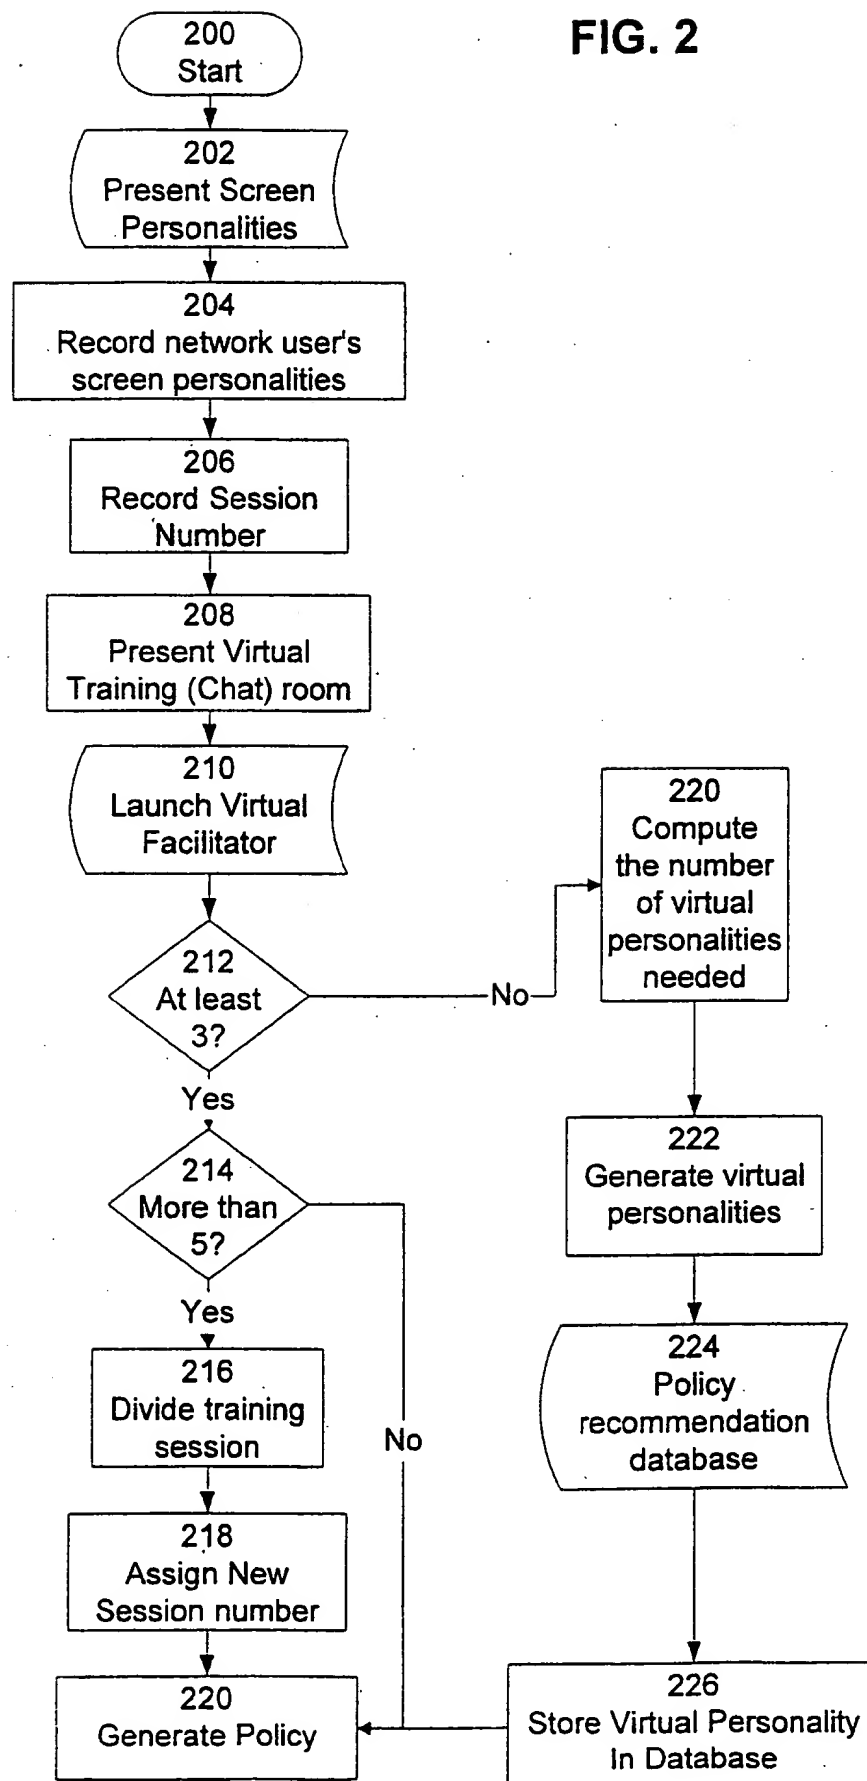 FIG. 2
200
Start
202
Present Screen
Personalities
204
Record network user's
screen personalities
206
Record Session
Number
208
Present Virtual
Training (Chat) room
210
Launch Virtual
Facilitator
212
At least
3?
No
Yes
214
More than
5?
Yes
No
216
Divide training
session
218
Assign New
Session number
220
Generate Policy
220
Compute
the number
of virtual
personalities
needed
222
Generate virtual
personalities
224
Policy
recommendation
database
226
Store Virtual Personality
In Database